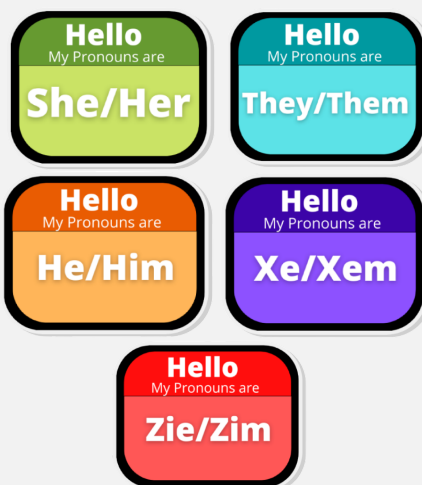 Hello
My Pronouns are
She/Her
Hello
My Pronouns are
They/Them
Hello
My Pronouns are
He/Him
Hello
My Pronouns are
Xe/Xem
Hello
My Pronouns are
Zie/Zim